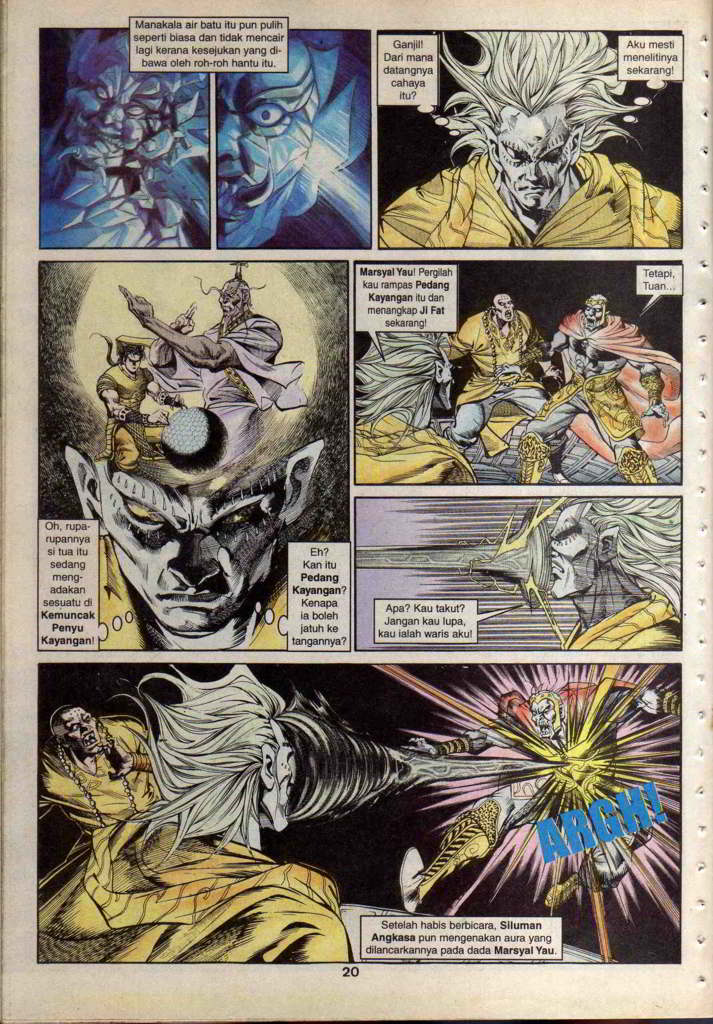 Manakala air batu itu pun pulih
seperti biasa dan tidak mencair
lagi kerana kesejukan yang di-
bawa oleh roh-roh hantu itu.
Ganjil!
Dari mana
datangnya
cahaya
itu?
Aku mesti
menelitinya
sekarang!
Oh, rupa-
rupannya
si tua itu
sedang
meng-
adakan
sesuatu di
Kemuncak
Penyu
Kayangan!
Eh?
Kan itu
Pedang
Kayangan?
Kenapa
ia boleh
jatuh ke
tangannya?
Marsyal Yau! Pergilah
kau rampas Pedang
Kayangan itu dan
menangkap Ji Fat
sekarang!
Tetapi,
Tuan...
Apa? Kau takut?
Jangan kau lupa,
kau ialah waris aku!
ARGH!
Setelah habis berbicara, Siluman
Angkasa pun mengenakan aura yang
dilancarkannya pada dada Marsyal Yau.
20